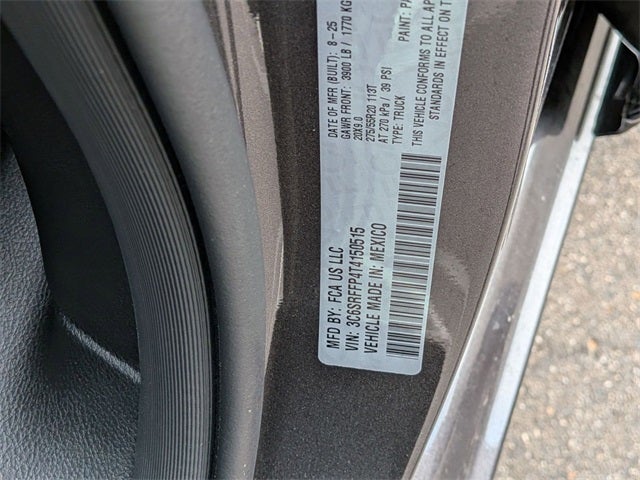 MFD BY: FCA US LLC
DATE OF MFR (BUILT): 8-25
GAWR FRONT: 3900 LB / 1770 KG
20X9.0
275/55R20 113T
AT 270 kPa / 39 PSI
TYPE: TRUCK
PAINT:
THIS VEHICLE CONFORMS TO ALL AP
STANDARDS IN EFFECT ON T
VIN: 3C6SRFFP4T4150515
VEHICLE MADE IN: MEXICO